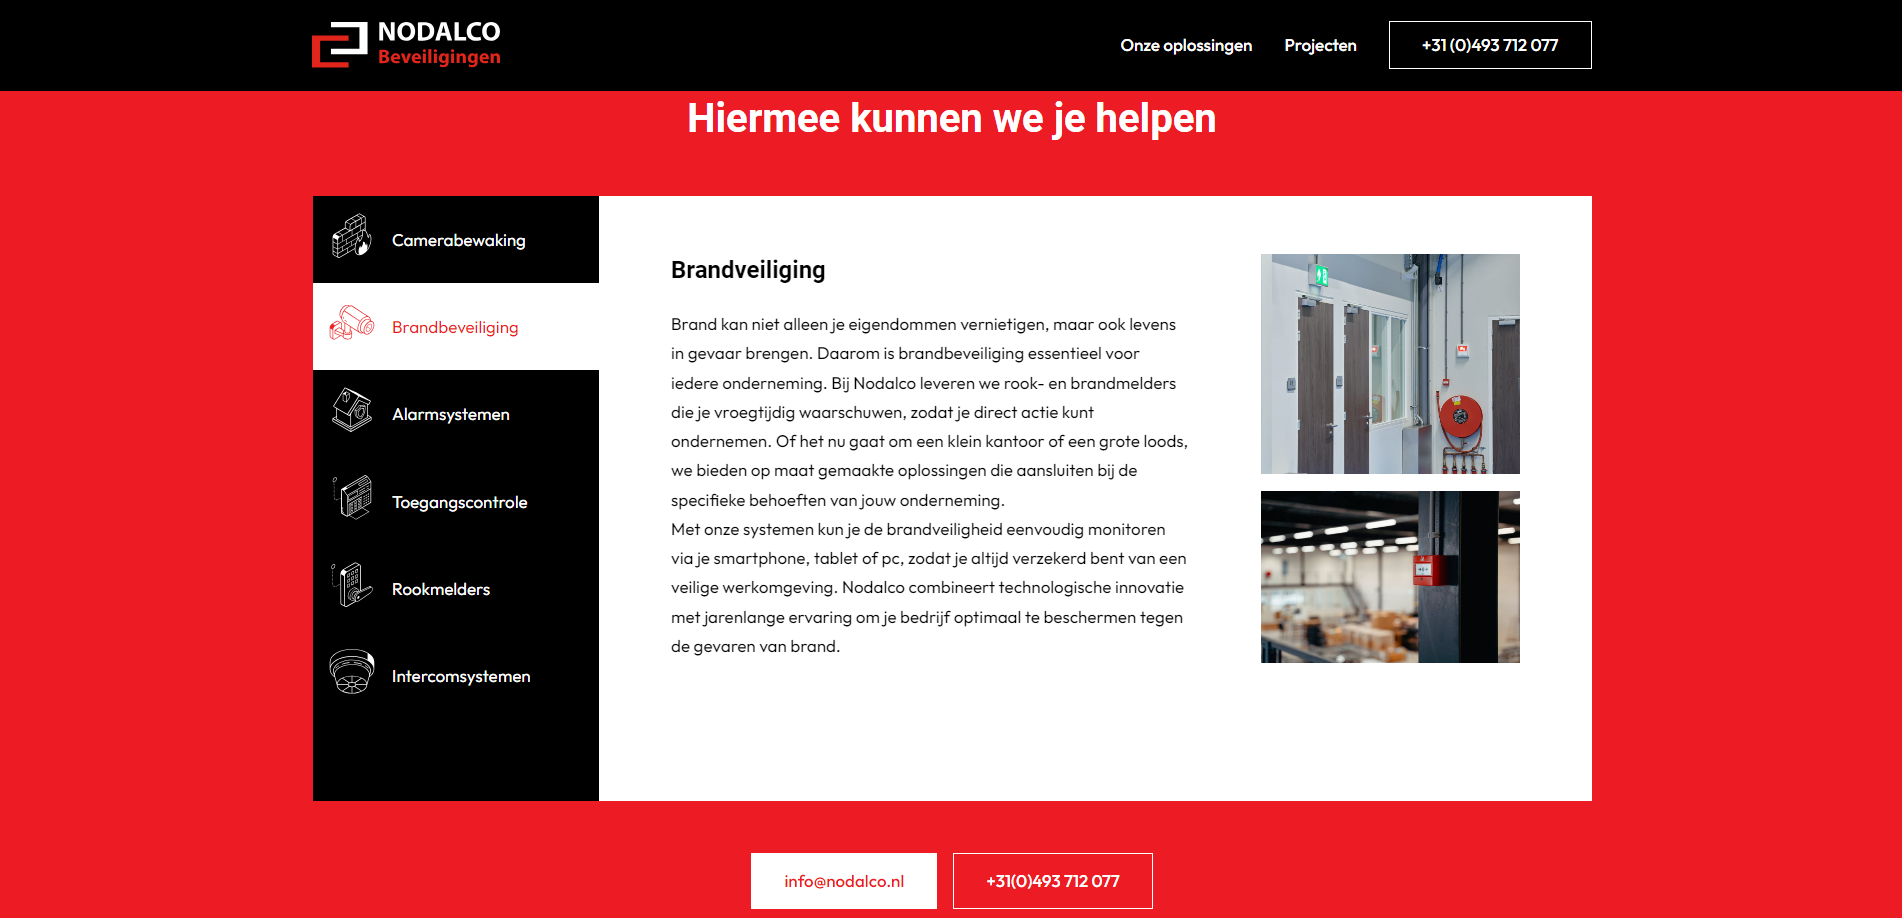 NODALCO
Beveiligingen
Onze oplossingen
Projecten
+31 (0)493 712 077
Hiermee kunnen we je helpen
Camerabewaking
Brandbeveiliging
Alarmsystemen
Toegangscontrole
Rookmelders
Intercomsystemen
Brandveiliging
Brand kan niet alleen je eigendommen vernietigen, maar ook levens
in gevaar brengen. Daarom is brandbeveiliging essentieel voor
iedere onderneming. Bij Nodalco leveren we rook- en brandmelders
die je vroegtijdig waarschuwen, zodat je direct actie kunt
ondernemen. Of het nu gaat om een klein kantoor of een grote loods,
we bieden op maat gemaakte oplossingen die aansluiten bij de
specifieke behoeften van jouw onderneming.
Met onze systemen kun je de brandveiligheid eenvoudig monitoren
via je smartphone, tablet of pc, zodat je altijd verzekerd bent van een
veilige werkomgeving. Nodalco combineert technologische innovatie
met jarenlange ervaring om je bedrijf optimaal te beschermen tegen
de gevaren van brand.
info@nodalco.nl
+31(0)493 712 077